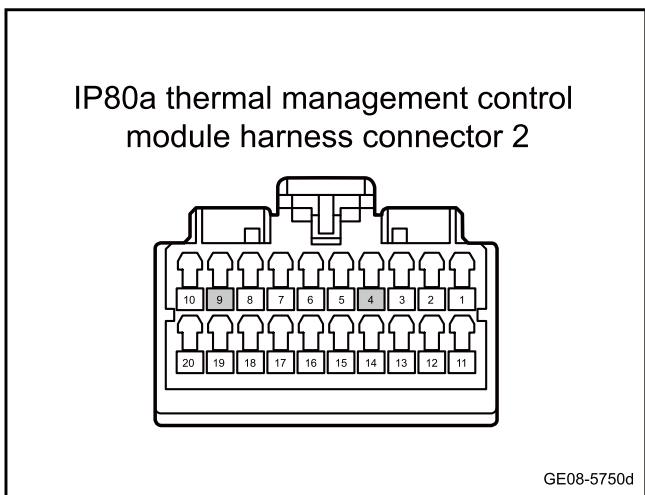 IP80a thermal management control
module harness connector 2
10 9 8 7 6 5 4 3 2 1
20 19 18 17 16 15 14 13 12 11
GE08-5750d